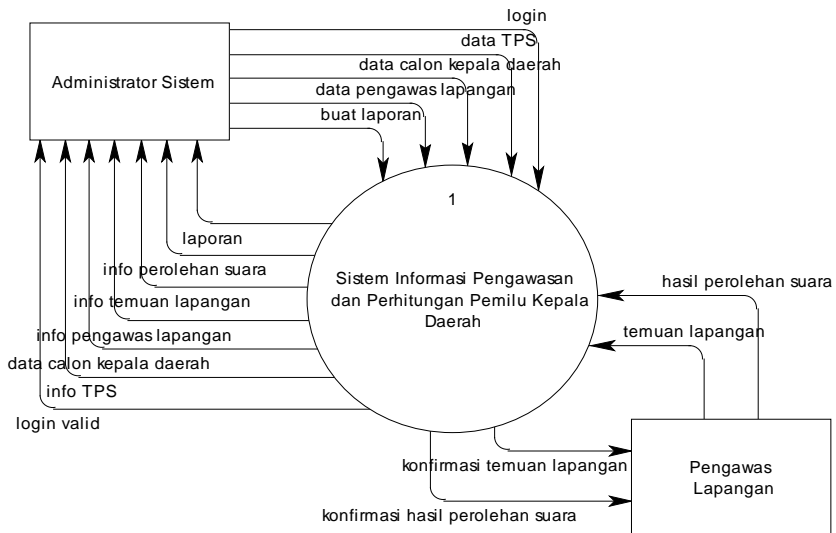 login
data TPS
Administrator Sistem
data calon kepala daerah
data pengawas lapangan
buat laporan
1
laporan
info perolehan suara
Sistem Informasi Pengawasan
dan Perhitungan Pemilu Kepala
Daerah
info temuan lapangan
info pengawas lapangan
data calon kepala daerah
info TPS
login valid
hasil perolehan suara
temuan lapangan
konfirmasi temuan lapangan
konfirmasi hasil perolehan suara
Pengawas
Lapangan